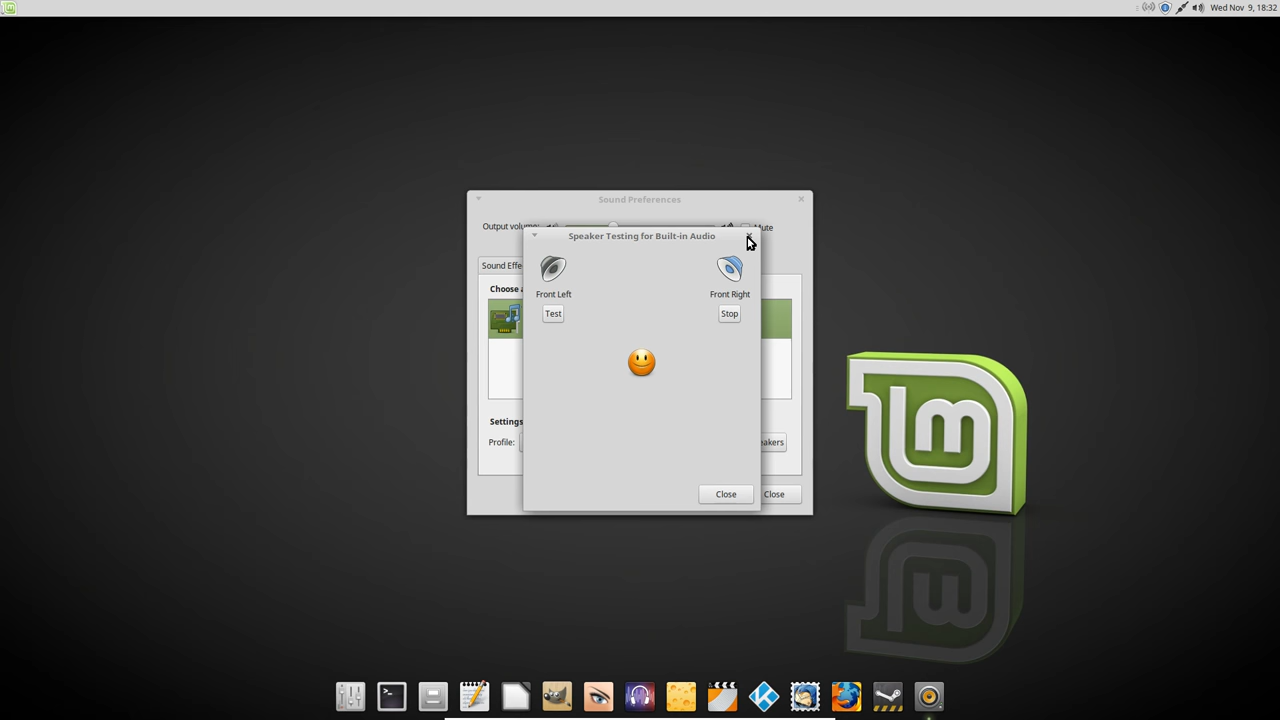 Wed Nov 9, 18:32
Sound Preferences
Output volume:
Mute
Speaker Testing for Built-in Audio
Sound Effe
Front Left
Front Right
Choose a
Test
Stop
Settings
Profile:
eakers
Close
Close